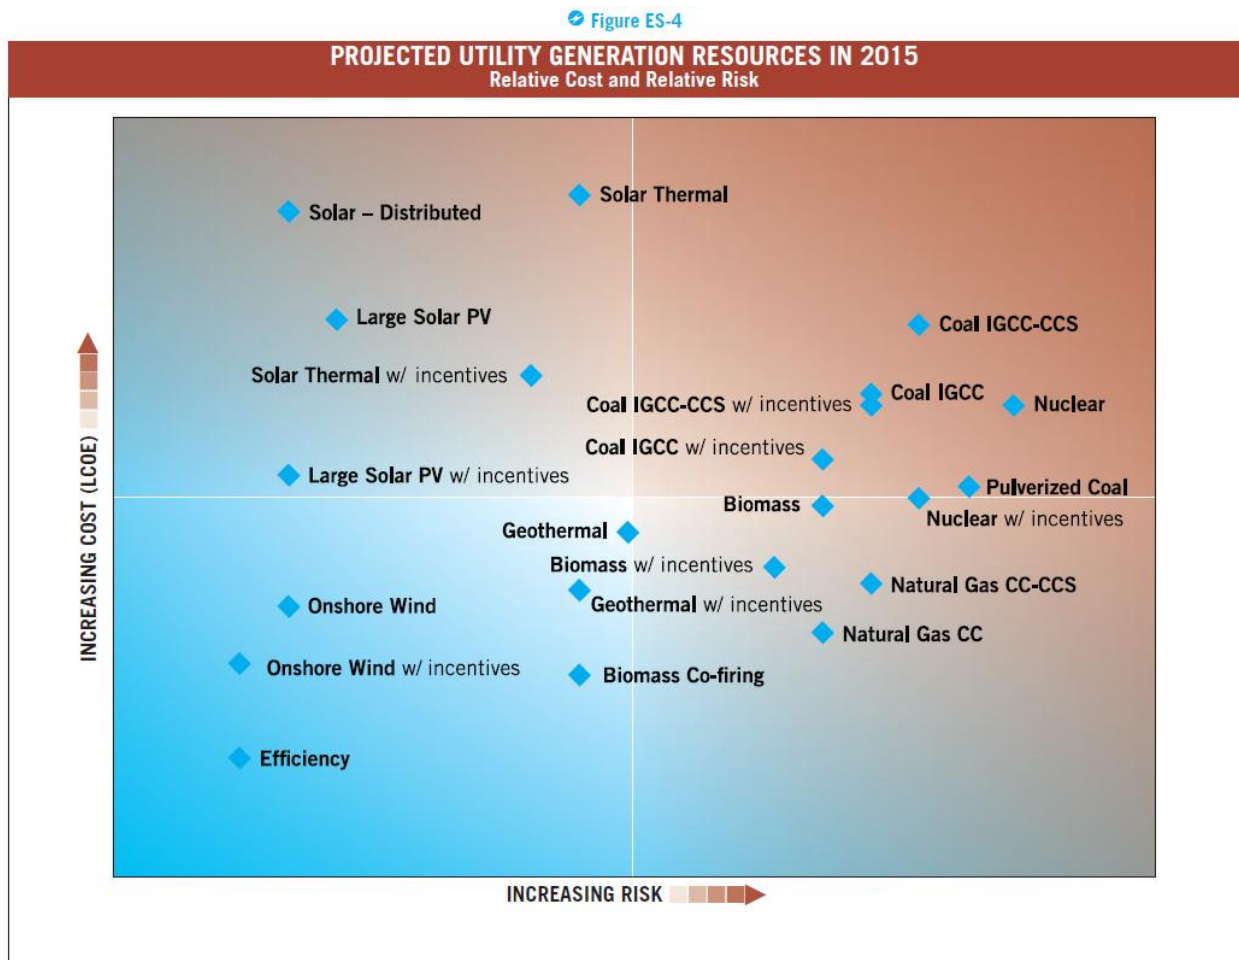 Figure ES-4
PROJECTED UTILITY GENERATION RESOURCES IN 2015
Relative Cost and Relative Risk
Solar Thermal
Solar – Distributed
Large Solar PV
Coal IGCC-CCS
Solar Thermal w/ incentives
Coal IGCC
Coal IGCC-CCS w/ incentives
Nuclear
Coal IGCC w/ incentives
Large Solar PV w/ incentives
Pulverized Coal
Biomass
Nuclear w/ incentives
Geothermal
Biomass w/ incentives
Natural Gas CC-CCS
Geothermal w/ incentives
Onshore Wind
Natural Gas CC
Onshore Wind w/ incentives
Biomass Co-firing
Efficiency
INCREASING COST (LCOE)
INCREASING RISK